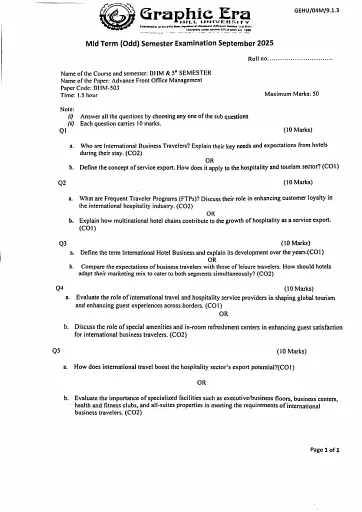 GEHU/04M/9.1.3
Graphic Era
HILL UNIVERSITY
Mid Term (Odd) Semester Examination September 2025
Roll no...............................
Name of the Course and semester: BHM & 5th SEMESTER
Name of the Paper: Advance Front Office Management
Paper Code: BHM-503
Time: 1.5 hour Maximum Marks: 50
Note:
(i) Answer all the questions by choosing any one of the sub questions
(ii) Each question carries 10 marks.
Q1 (10 Marks)
a. Who are International Business Travelers? Explain their key needs and expectations from hotels
during their stay. (CO2)
OR
b. Define the concept of service export. How does it apply to the hospitality and tourism sector? (CO1)
Q2 (10 Marks)
a. What are Frequent Traveler Programs (FTPs)? Discuss their role in enhancing customer loyalty in
the international hospitality industry. (CO2)
OR
b. Explain how multinational hotel chains contribute to the growth of hospitality as a service export.
(CO1)
Q3 (10 Marks)
a. Define the term International Hotel Business and explain its development over the years.(CO1)
OR
b. Compare the expectations of business travelers with those of leisure travelers. How should hotels
adapt their marketing mix to cater to both segments simultaneously? (CO2)
Q4 (10 Marks)
a. Evaluate the role of international travel and hospitality service providers in shaping global tourism
and enhancing guest experiences across borders. (CO1)
OR
b. Discuss the role of special amenities and in-room refreshment centers in enhancing guest satisfaction
for international business travelers. (CO2)
Q5 (10 Marks)
a. How does international travel boost the hospitality sector's export potential?(CO1)
OR
b. Evaluate the importance of specialized facilities such as executive/business floors, business centers,
health and fitness clubs, and all-suites properties in meeting the requirements of international
business travelers. (CO2)
Page 1 of 1